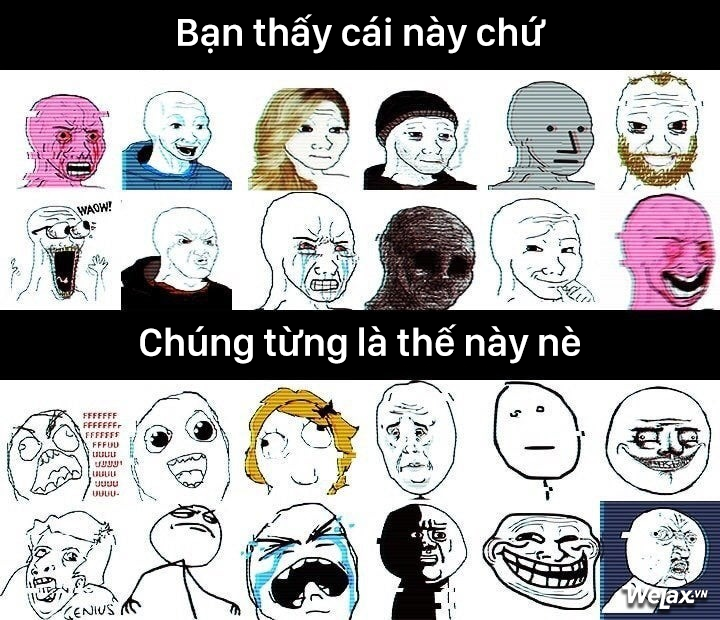 Bạn thấy cái này chứ
WAOW!
Chúng từng là thế này nè
FFFFFFF
FFFFFFF
FFFFFFF
FFFUU
UUUU
UUUU
UUUU
UUUU
UUUU-
GENIUS
WeLax.VN